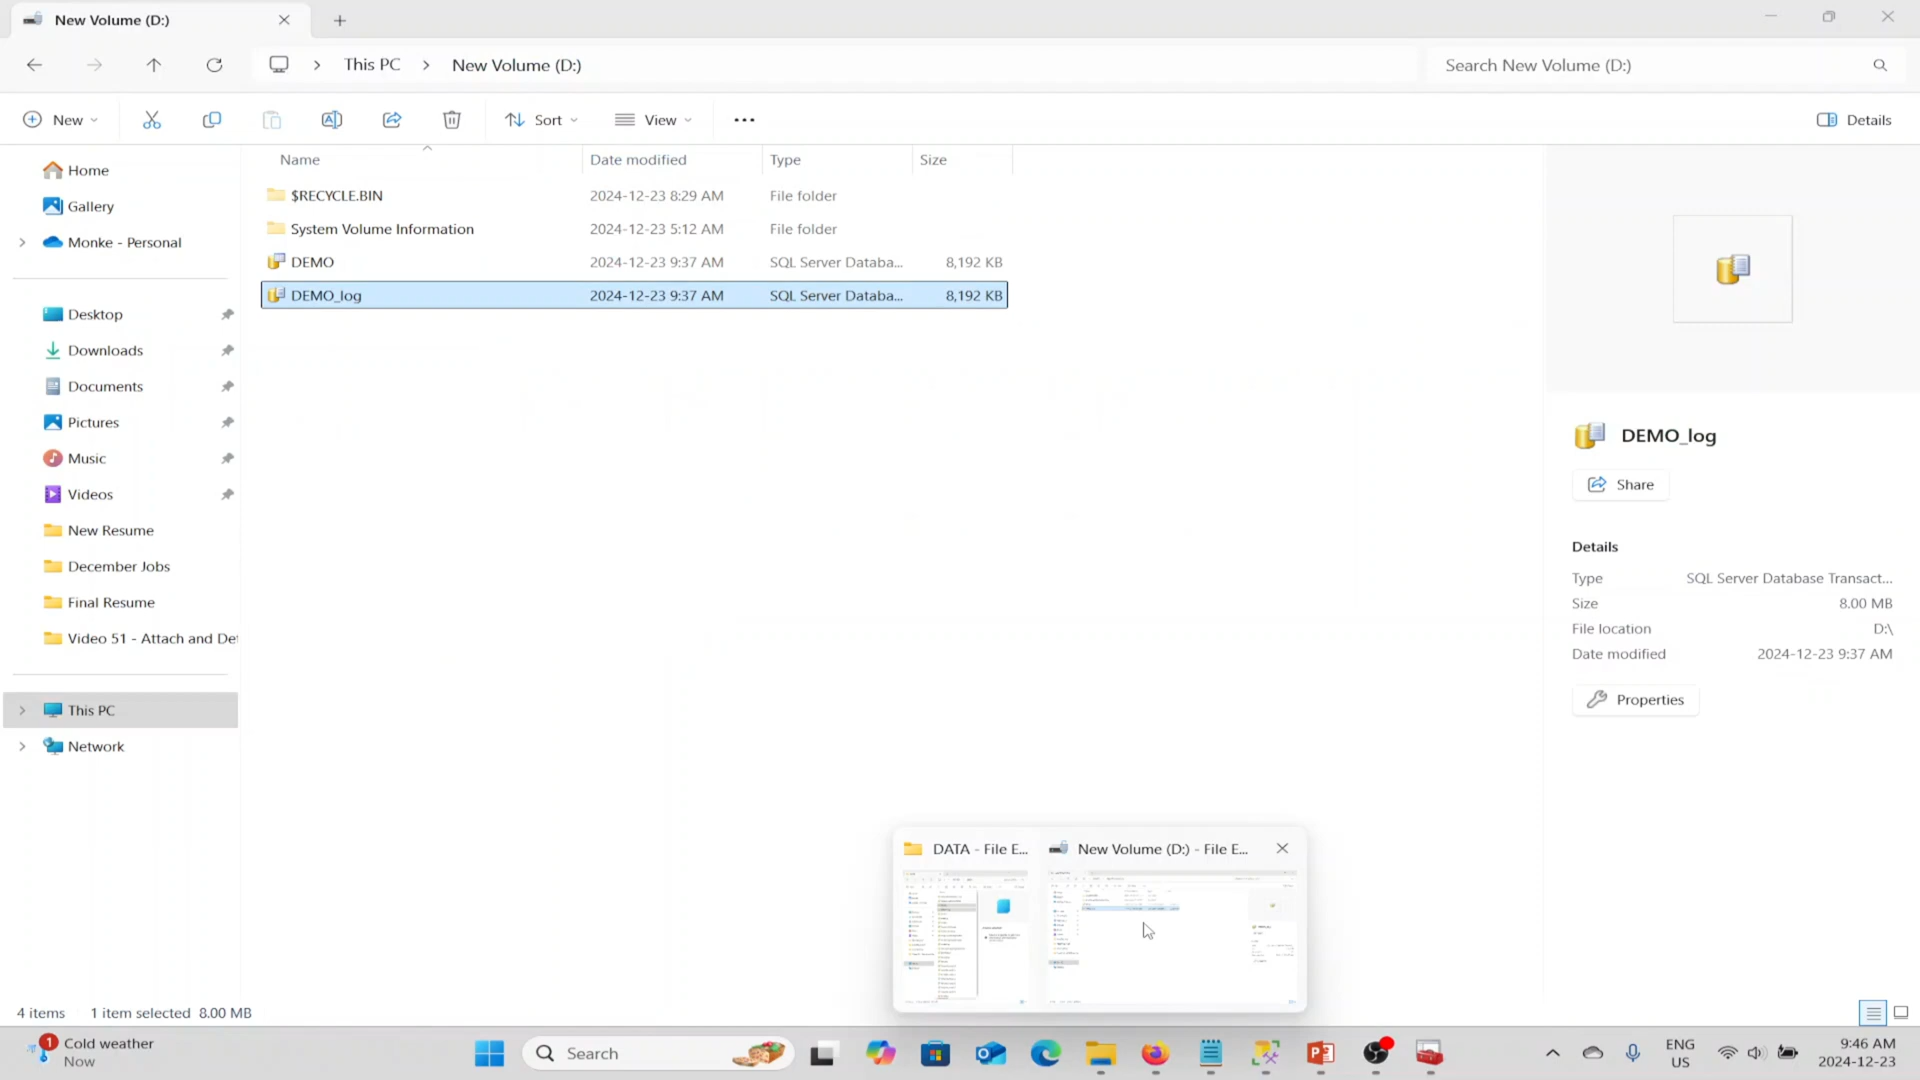 New Volume (D:)
This PC
New Volume (D:)
Search New Volume (D:)
New
Sort
View
Details
Name
Date modified
Type
Size
Home
Gallery
Monke - Personal
Desktop
Downloads
Documents
Pictures
Music
Videos
New Resume
December Jobs
Final Resume
Video 51 - Attach and Det
This PC
Network
$RECYCLE.BIN 2024-12-23 8:29 AM File folder
System Volume Information 2024-12-23 5:12 AM File folder
DEMO 2024-12-23 9:37 AM SQL Server Databa... 8,192 KB
DEMO_log 2024-12-23 9:37 AM SQL Server Databa... 8,192 KB
DEMO_log
Share
Details
Type SQL Server Database Transact...
Size 8.00 MB
File location D:\
Date modified 2024-12-23 9:37 AM
Properties
DATA - File E...
New Volume (D:) - File E...
4 items 1 item selected 8.00 MB
1
Cold weather
Now
Search
ENG
US
9:46 AM
2024-12-23